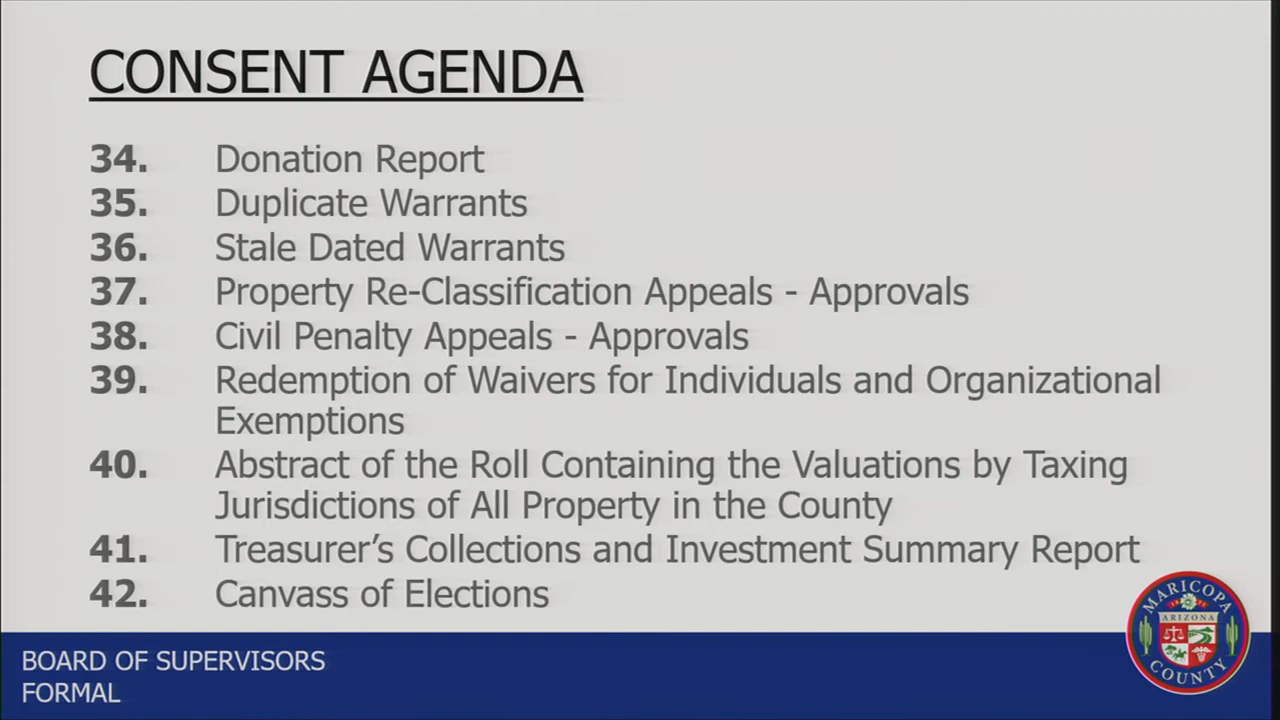 CONSENT AGENDA
34. Donation Report
35. Duplicate Warrants
36. Stale Dated Warrants
37. Property Re-Classification Appeals - Approvals
38. Civil Penalty Appeals - Approvals
39. Redemption of Waivers for Individuals and Organizational
Exemptions
40. Abstract of the Roll Containing the Valuations by Taxing
Jurisdictions of All Property in the County
41. Treasurer’s Collections and Investment Summary Report
42. Canvass of Elections
BOARD OF SUPERVISORS
FORMAL
MARICOPA
ARIZONA
COUNTY